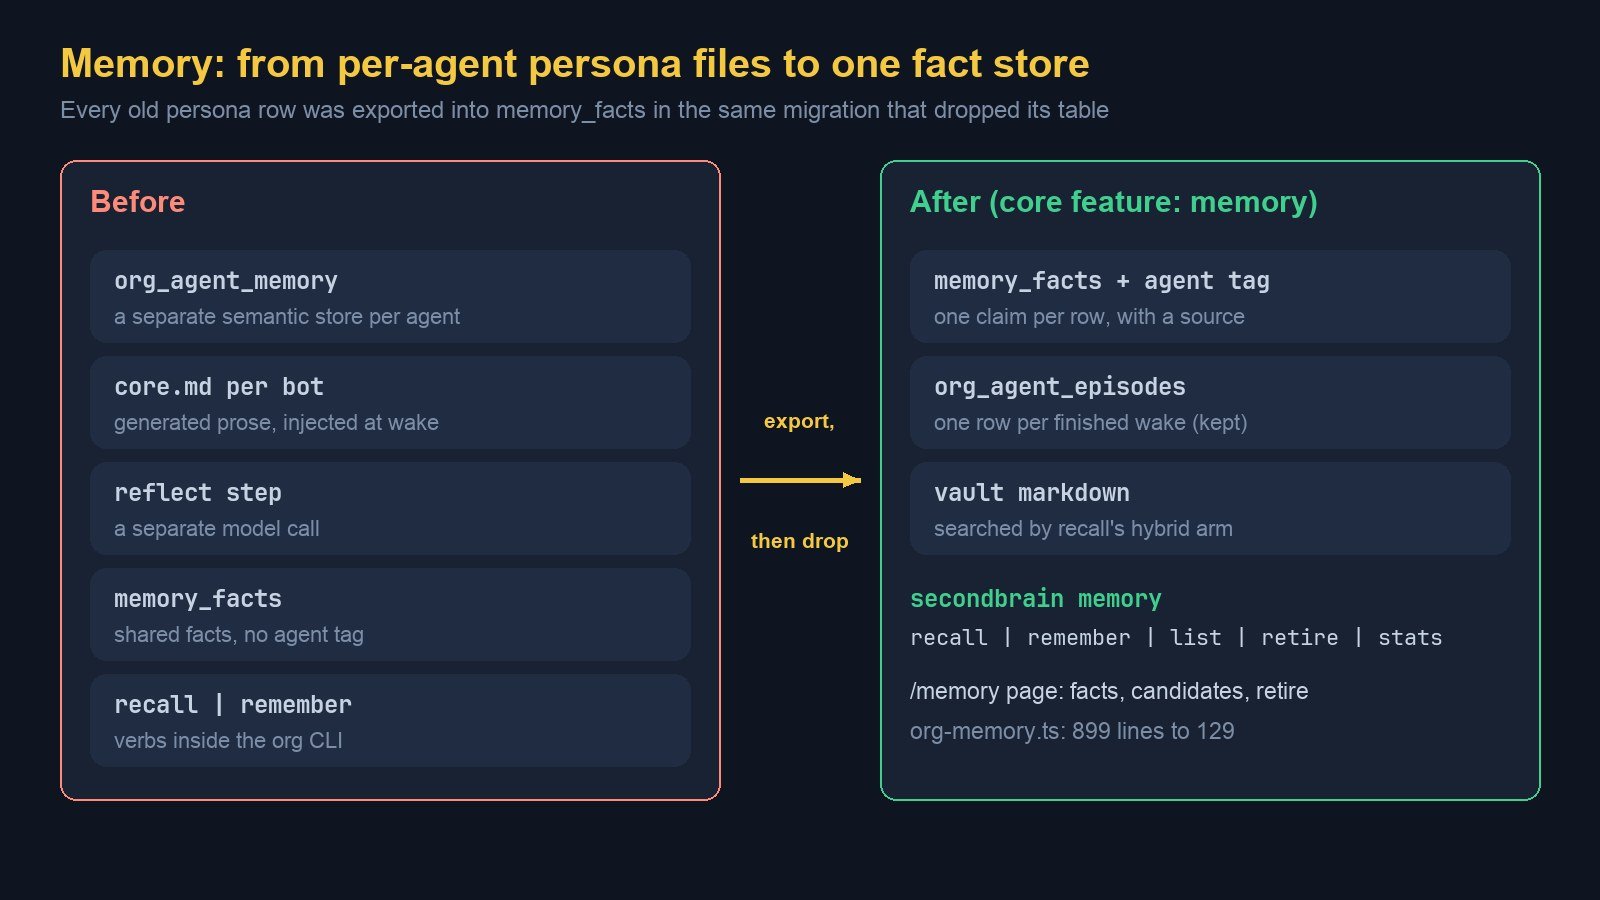 Memory: from per-agent persona files to one fact store
Every old persona row was exported into memory_facts in the same migration that dropped its table
Before
org_agent_memory
a separate semantic store per agent
core.md per bot
generated prose, injected at wake
reflect step
a separate model call
memory_facts
shared facts, no agent tag
recall | remember
verbs inside the org CLI
export,
then drop
After (core feature: memory)
memory_facts + agent tag
one claim per row, with a source
org_agent_episodes
one row per finished wake (kept)
vault markdown
searched by recall's hybrid arm
secondbrain memory
recall | remember | list | retire | stats
/memory page: facts, candidates, retire
org-memory.ts: 899 lines to 129